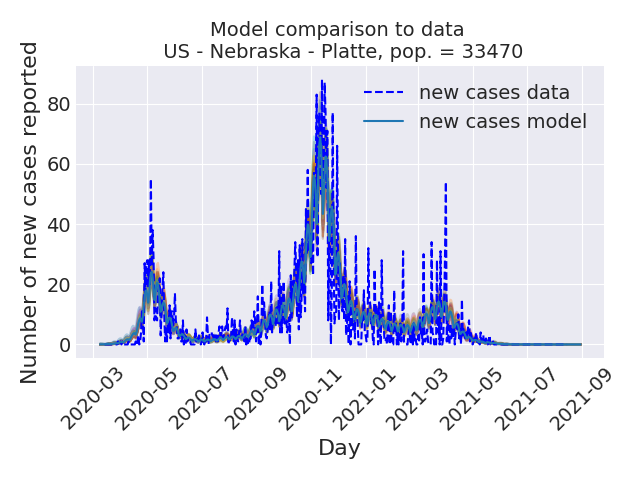 Model comparison to data
US - Nebraska - Platte, pop. = 33470
Number of new cases reported
80
60
40
20
0
new cases data
new cases model
2020-03
2020-05
2020-07
2020-09
2020-11
2021-01
2021-03
2021-05
2021-07
2021-09
Day